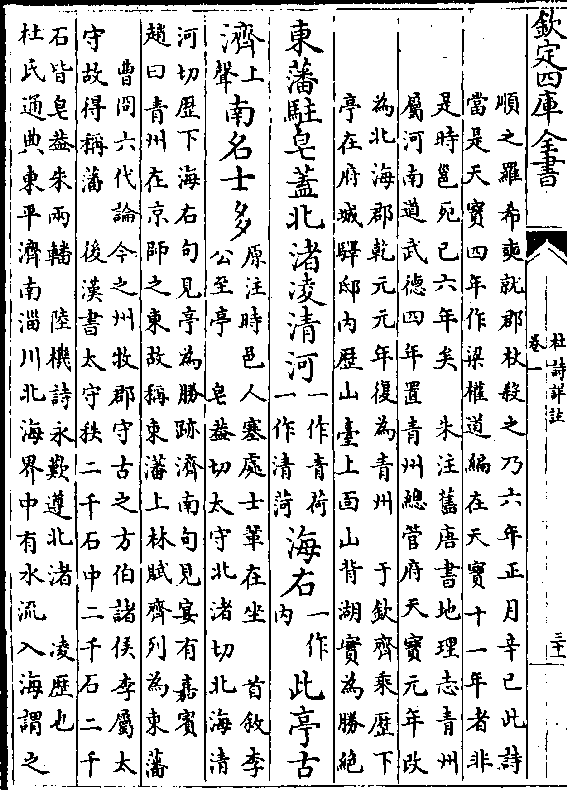 欽定四庫全書
杜詩詳註
卷一
三十一
順之羅希奭就郡杖殺之乃六年正月辛巳此詩
當是天寶四年作梁權道編在天寶十一年者非
是時邕死已六年矣　朱注舊唐書地理志青州
屬河南道武德四年置青州總管府天寶元年改
為北海郡乾元元年復為青州　于欽齊乘歷下
亭在府城驛邸内歴山臺上面山背湖實為勝絶
東藩駐皂蓋北渚凌清河一作青荷一作清菏海右一作内此亭古
濟上聲南名士多原注時邑人蹇處士輩在坐　首敘李
公至亭　皂蓋切太守北渚切北海清
河切歷下海右句見亭為勝跡濟南句見宴有嘉賓
趙曰青州在京師之東故稱東藩上林賦齊列為東藩
曹冏六代論今之州牧郡守古之方伯諸侯李屬太
守故得稱藩　後漢書太守秩二千石中二千石二千
石皆皂蓋朱兩轓　陸機詩永歎遵北渚　凌歷也
杜氏通典東平濟南淄川北海界中有水流入海謂之